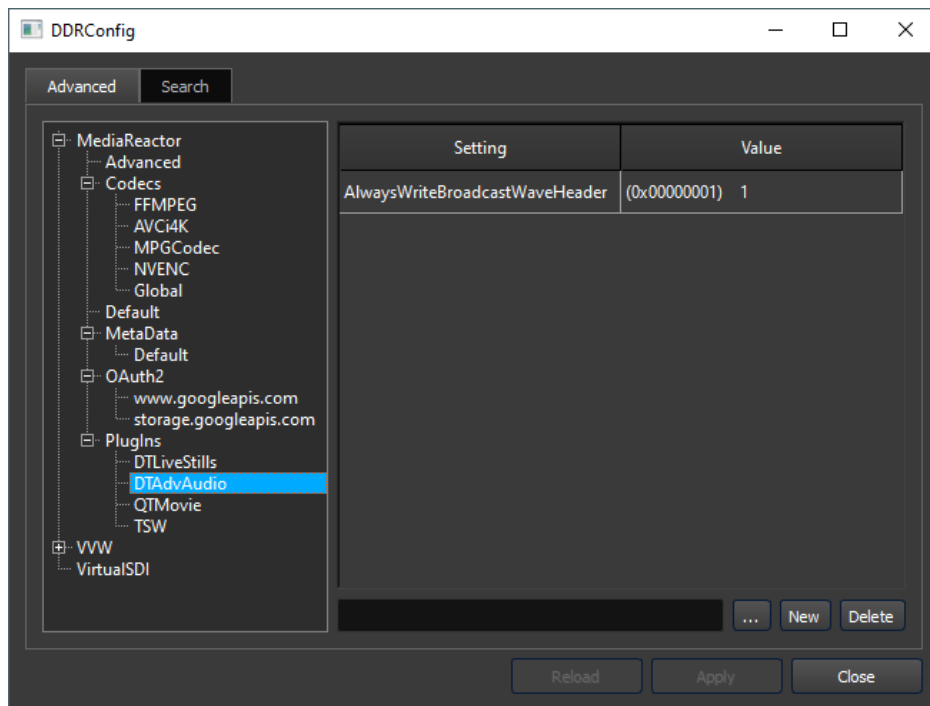 DDRConfig
Advanced
Search
MediaReactor
Advanced
Codecs
FFMPEG
AVCi4K
MPGCodec
NVENC
Global
Default
MetaData
Default
OAuth2
www.googleapis.com
storage.googleapis.com
PlugIns
DTLiveStills
DTAdvAudio
QTMovie
TSW
VVW
VirtualSDI
Setting Value
AlwaysWriteBroadcastWaveHeader (0x00000001) 1
... New Delete
Reload Apply Close